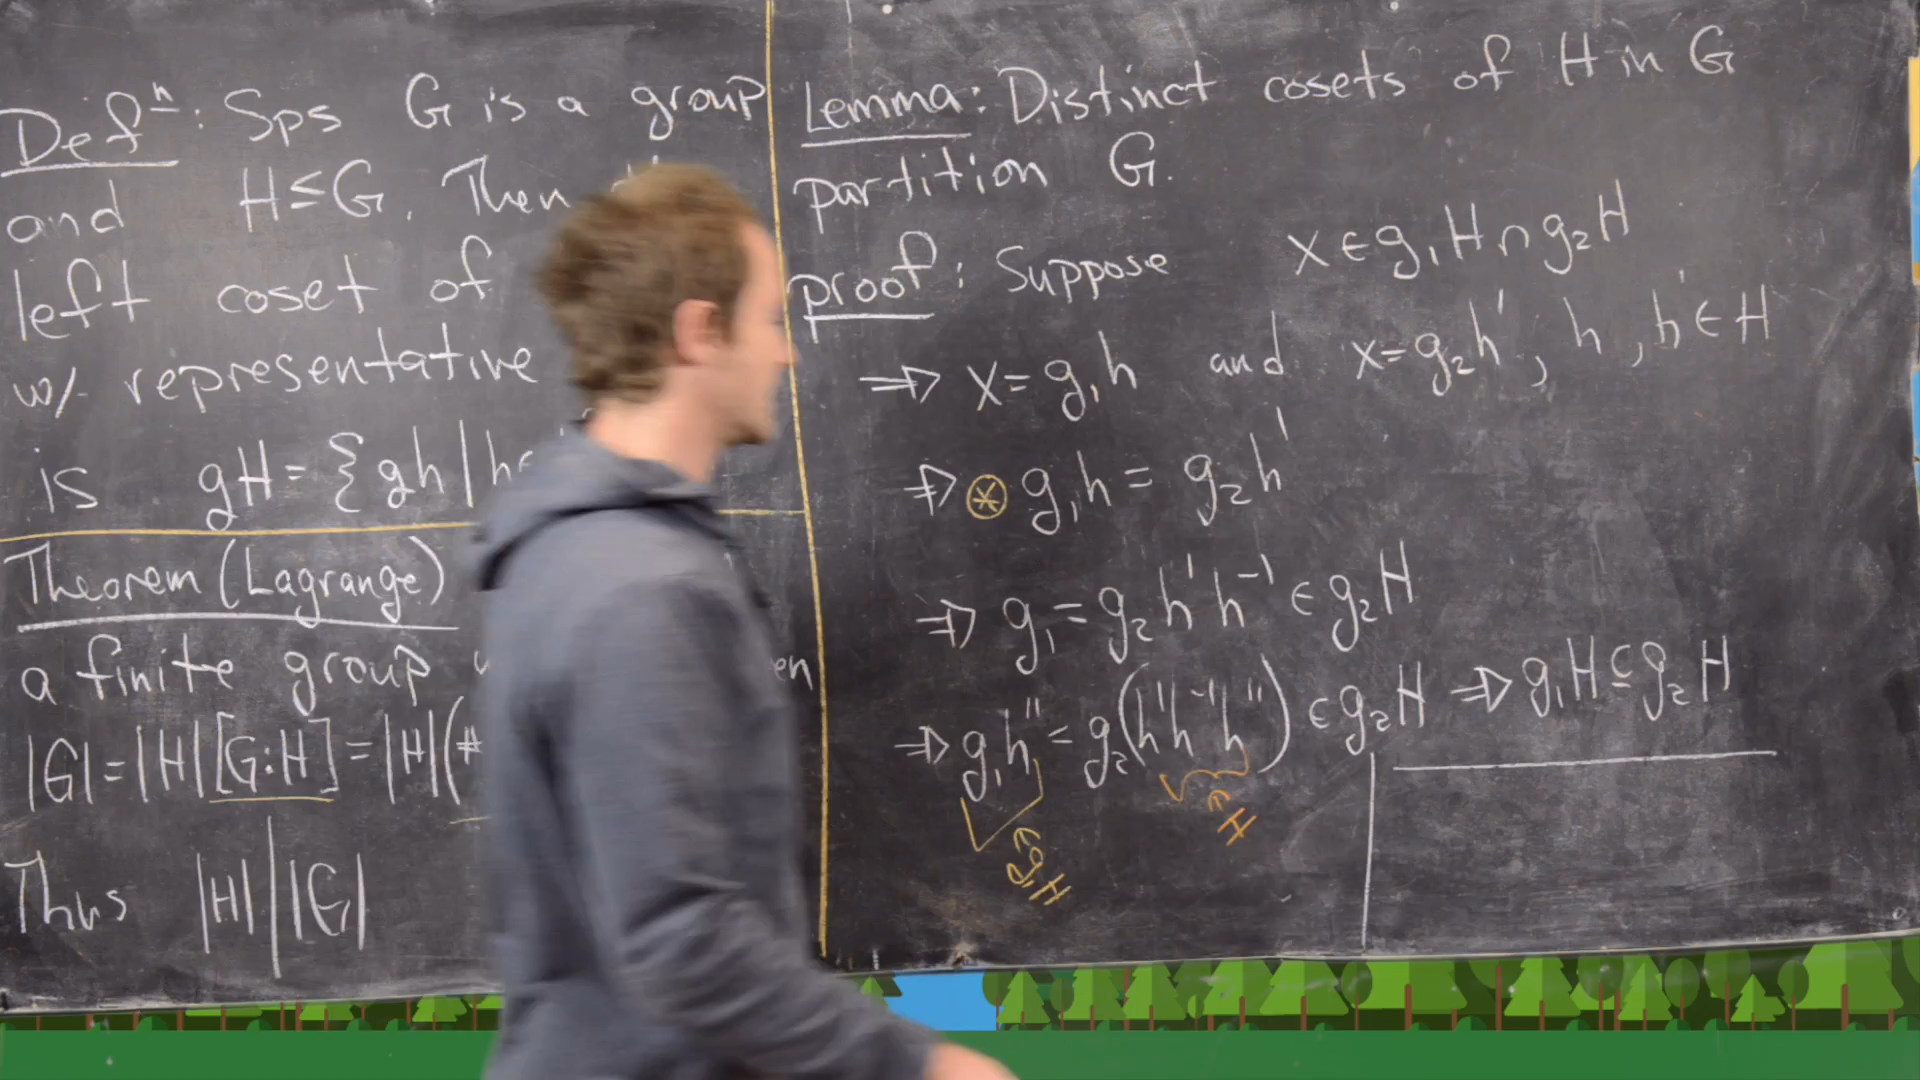 Defⁿ: Sps G is a group
and H≤G. Then
left coset of
w/ representative
is gH={gh|h∈
Theorem (Lagrange)
a finite group
|G|=|H|[G:H]=|H|(#
Thus |H| | |G|
Lemma: Distinct cosets of H in G
partition G.
proof: Suppose x∈g₁H∩g₂H
⇒ x=g₁h and x=g₂h', h, h'∈H
⇒ ⊛ g₁h = g₂h'
⇒ g₁=g₂h'h⁻¹ ∈ g₂H
⇒ g₁h''=g₂(h'h⁻¹h'') ∈g₂H ⇒ g₁H⊆g₂H
∈H
∈g₁H